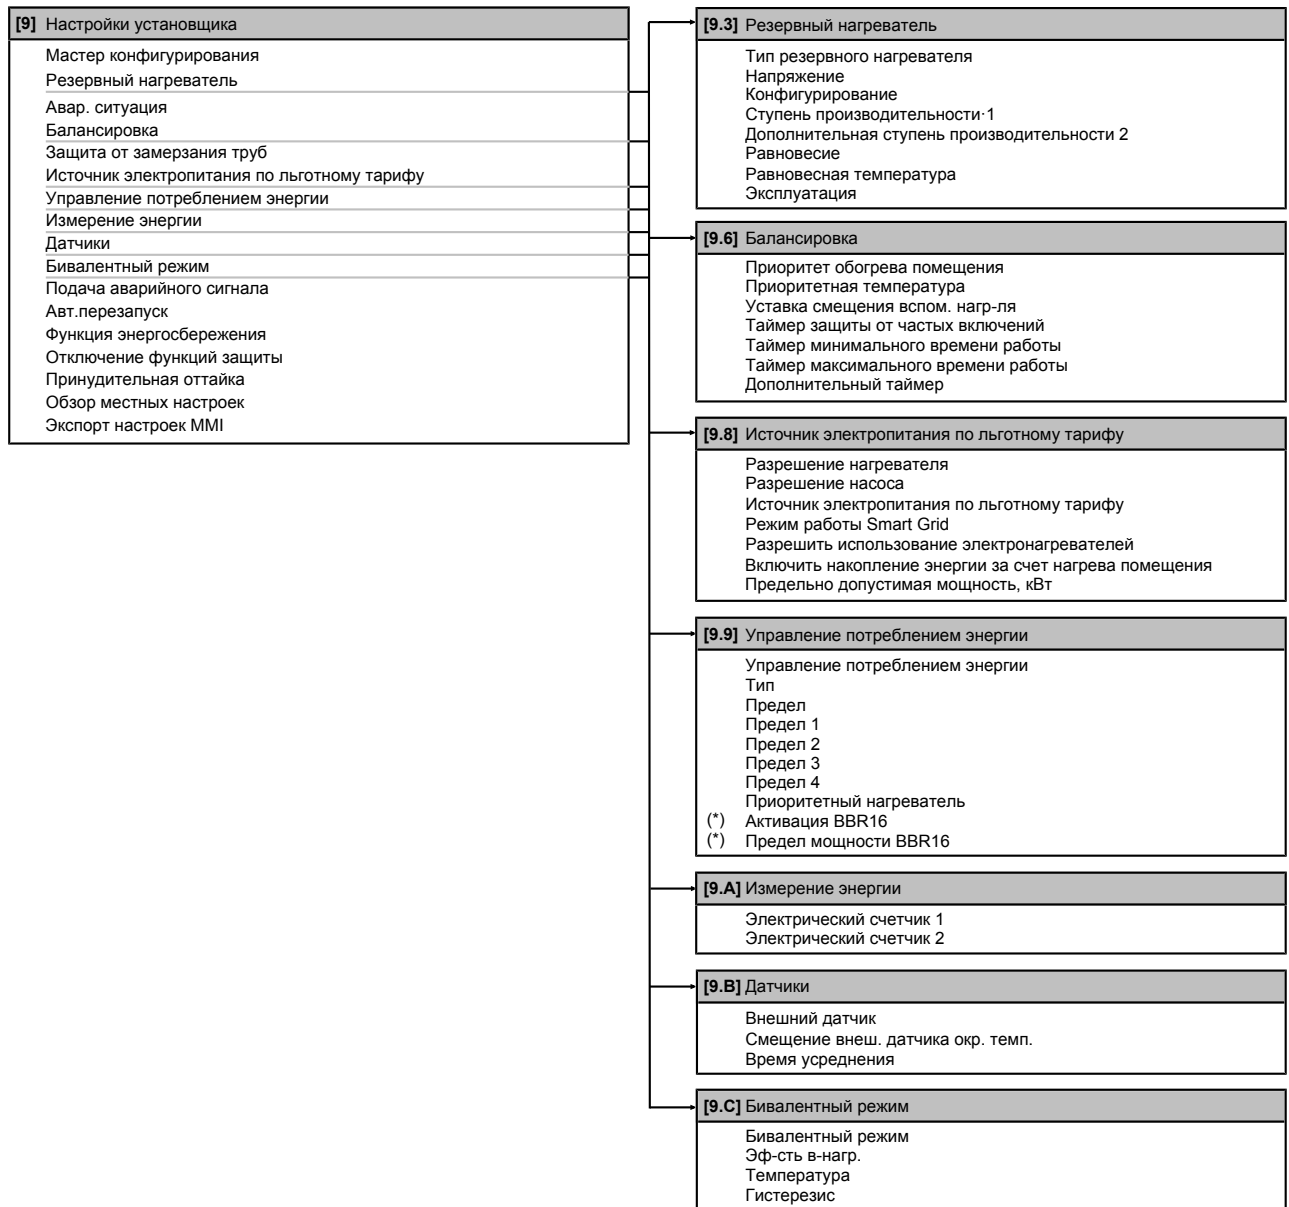 [9] Настройки установщика
Мастер конфигурирования
Резервный нагреватель
Авар. ситуация
Балансировка
Защита от замерзания труб
Источник электропитания по льготному тарифу
Управление потреблением энергии
Измерение энергии
Датчики
Бивалентный режим
Подача аварийного сигнала
Авт.перезапуск
Функция энергосбережения
Отключение функций защиты
Принудительная оттайка
Обзор местных настроек
Экспорт настроек MMI
[9.3] Резервный нагреватель
Тип резервного нагревателя
Напряжение
Конфигурирование
Ступень производительности·1
Дополнительная ступень производительности 2
Равновесие
Равновесная температура
Эксплуатация
[9.6] Балансировка
Приоритет обогрева помещения
Приоритетная температура
Уставка смещения вспом. нагр-ля
Таймер защиты от частых включений
Таймер минимального времени работы
Таймер максимального времени работы
Дополнительный таймер
[9.8] Источник электропитания по льготному тарифу
Разрешение нагревателя
Разрешение насоса
Источник электропитания по льготному тарифу
Режим работы Smart Grid
Разрешить использование электронагревателей
Включить накопление энергии за счет нагрева помещения
Предельно допустимая мощность, кВт
[9.9] Управление потреблением энергии
Управление потреблением энергии
Тип
Предел
Предел 1
Предел 2
Предел 3
Предел 4
Приоритетный нагреватель
(*) Активация BBR16
(*) Предел мощности BBR16
[9.A] Измерение энергии
Электрический счетчик 1
Электрический счетчик 2
[9.B] Датчики
Внешний датчик
Смещение внеш. датчика окр. темп.
Время усреднения
[9.C] Бивалентный режим
Бивалентный режим
Эф-сть в-нагр.
Температура
Гистерезис